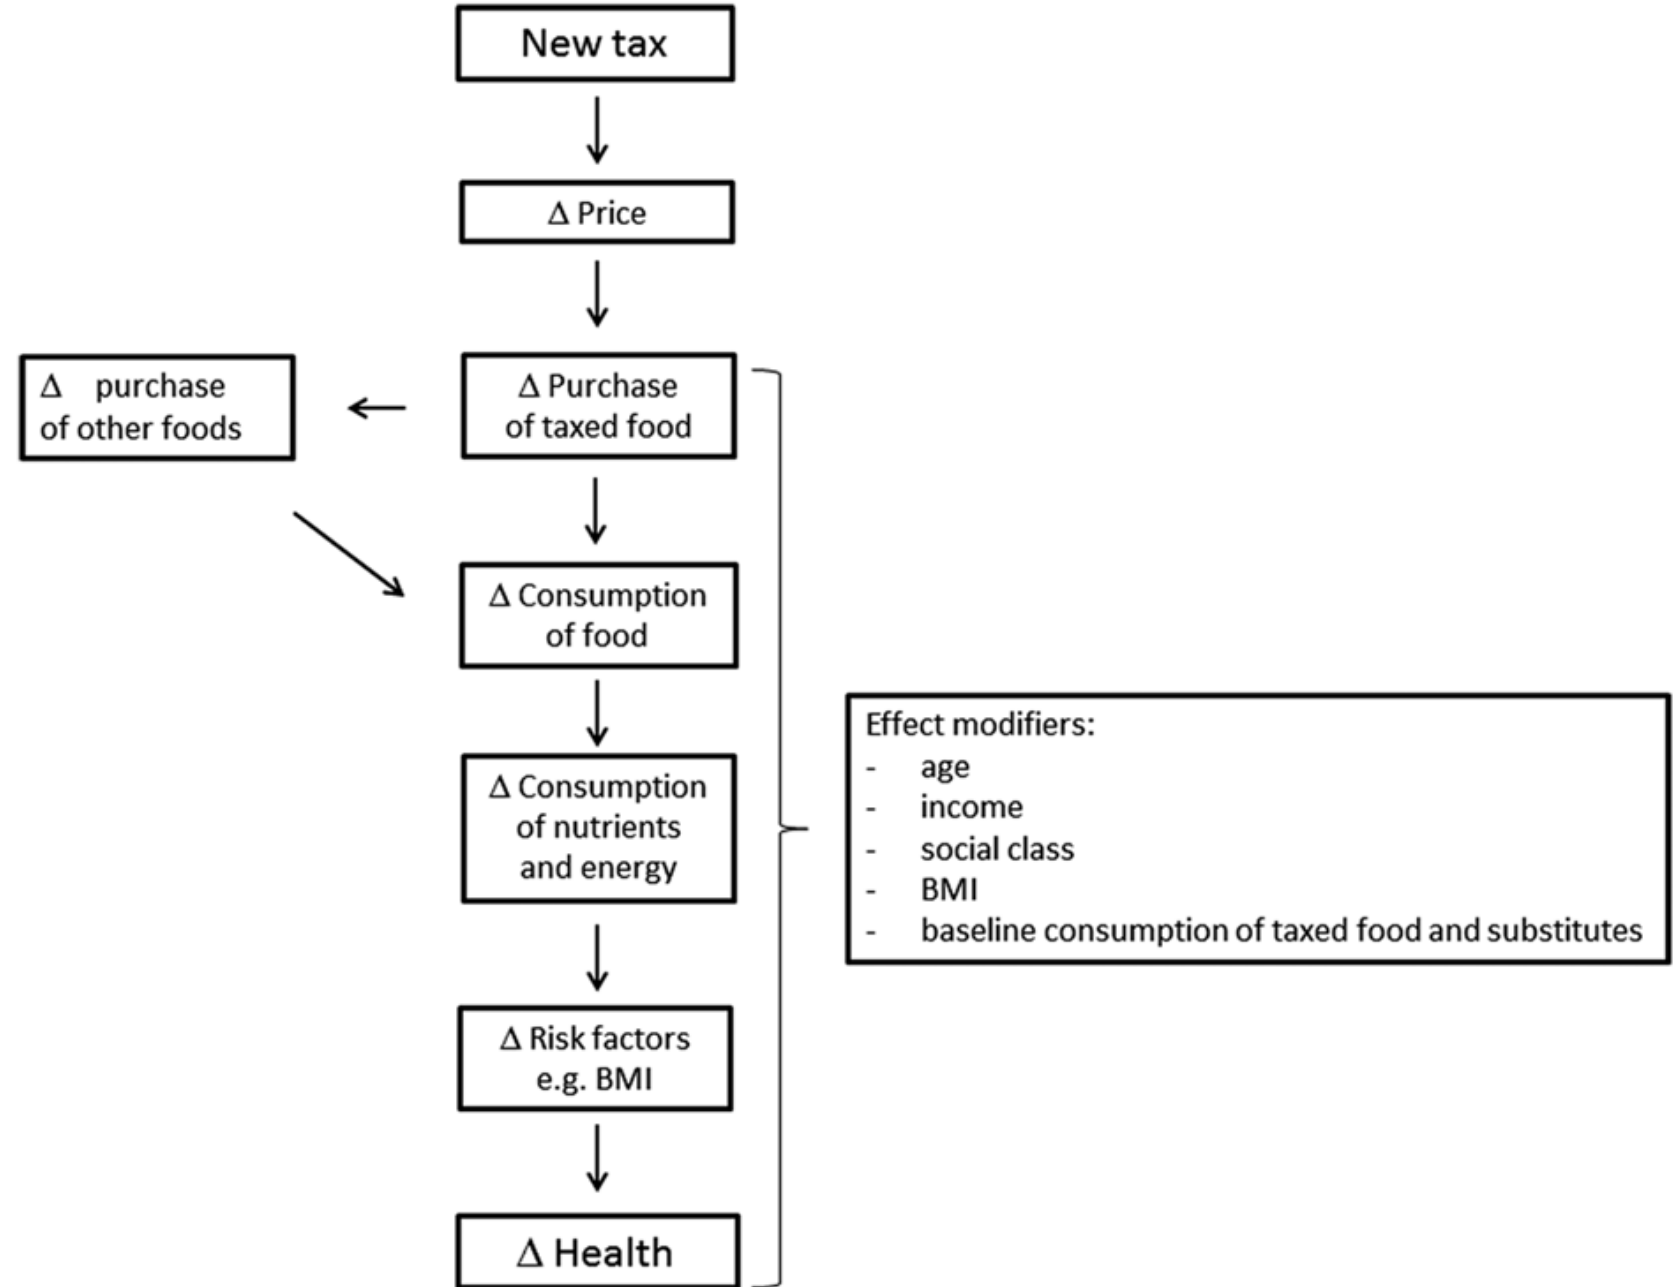 New tax
Δ Price
Δ purchase
of other foods
Δ Purchase
of taxed food
Δ Consumption
of food
Δ Consumption
of nutrients
and energy
Effect modifiers:
- age
- income
- social class
- BMI
- baseline consumption of taxed food and substitutes
Δ Risk factors
e.g. BMI
Δ Health